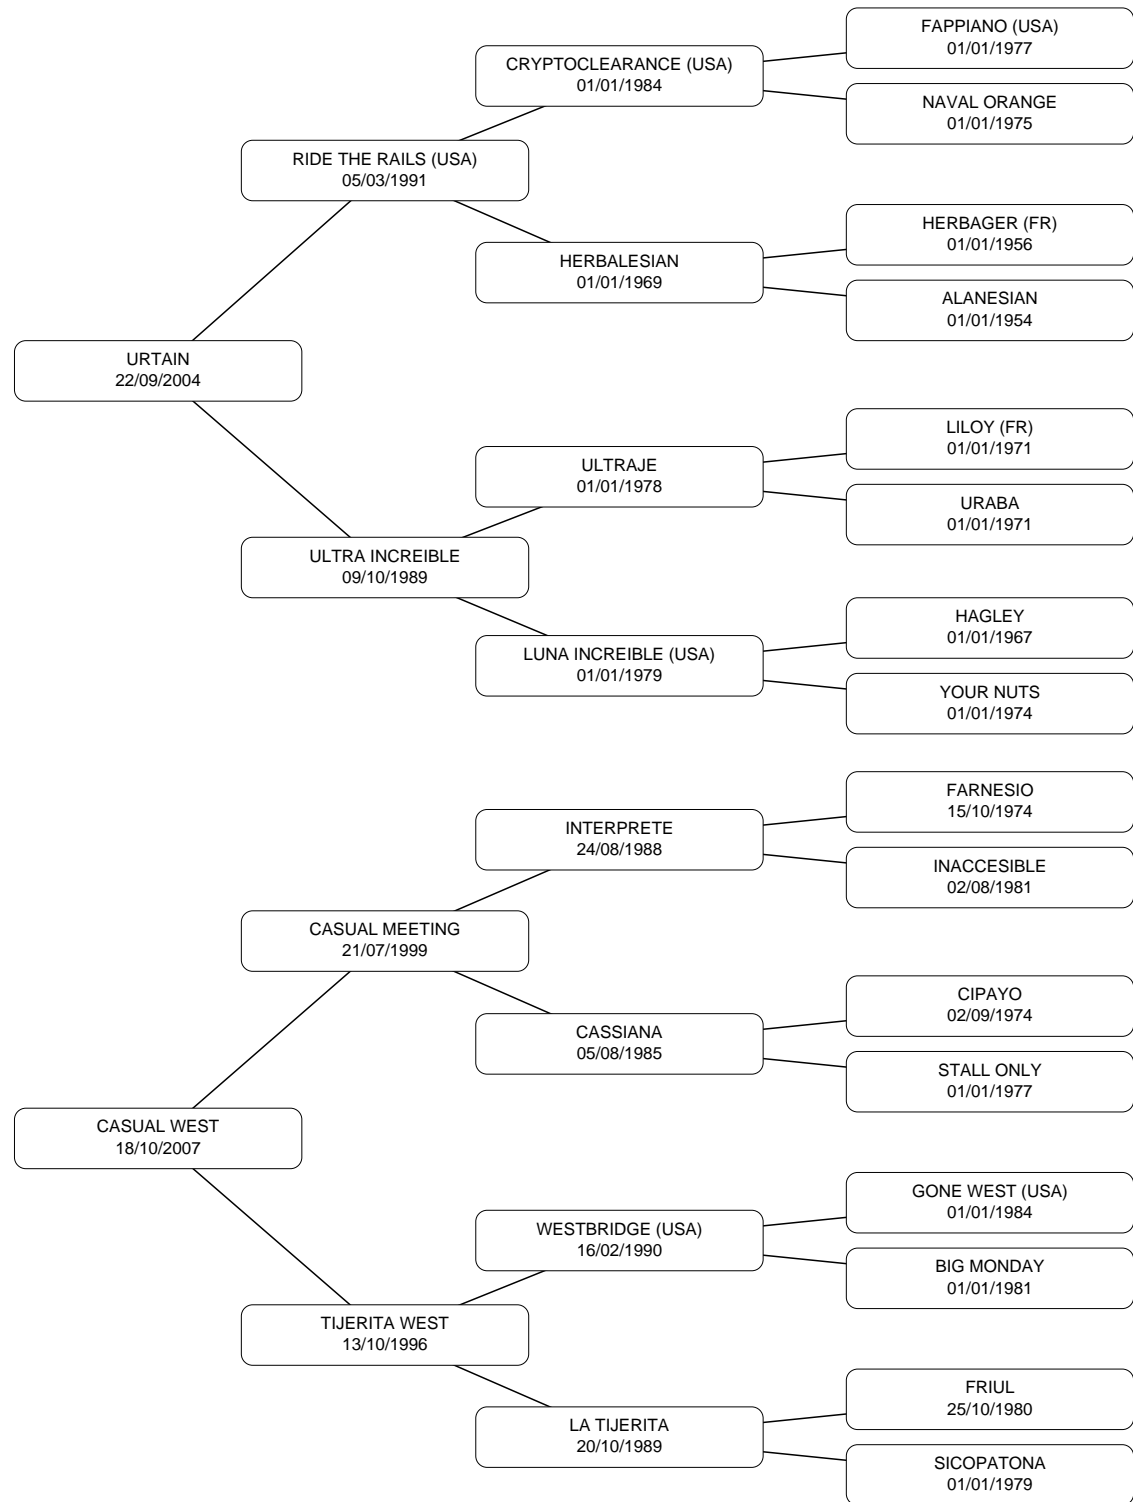 FAPPIANO (USA)
01/01/1977
CRYPTOCLEARANCE (USA)
01/01/1984
NAVAL ORANGE
01/01/1975
RIDE THE RAILS (USA)
05/03/1991
HERBAGER (FR)
01/01/1956
HERBALESIAN
01/01/1969
ALANESIAN
01/01/1954
URTAIN
22/09/2004
LILOY (FR)
01/01/1971
ULTRAJE
01/01/1978
URABA
01/01/1971
ULTRA INCREIBLE
09/10/1989
HAGLEY
01/01/1967
LUNA INCREIBLE (USA)
01/01/1979
YOUR NUTS
01/01/1974
FARNESIO
15/10/1974
INTERPRETE
24/08/1988
INACCESIBLE
02/08/1981
CASUAL MEETING
21/07/1999
CIPAYO
02/09/1974
CASSIANA
05/08/1985
STALL ONLY
01/01/1977
CASUAL WEST
18/10/2007
GONE WEST (USA)
01/01/1984
WESTBRIDGE (USA)
16/02/1990
BIG MONDAY
01/01/1981
TIJERITA WEST
13/10/1996
FRIUL
25/10/1980
LA TIJERITA
20/10/1989
SICOPATONA
01/01/1979